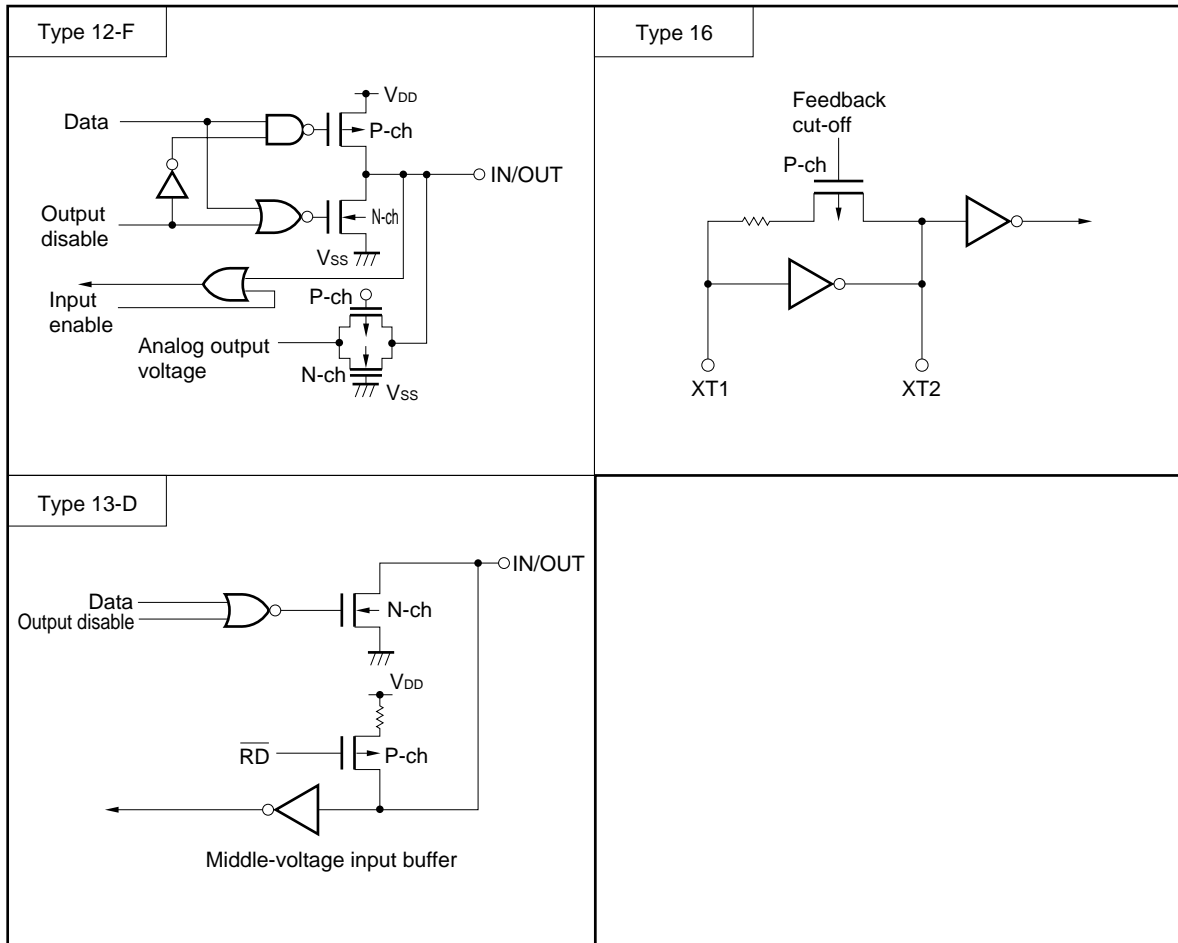 Type 12-F
VDD
Data
P-ch
IN/OUT
Output
disable
N-ch
VSS
Input
enable
P-ch
Analog output
voltage
N-ch
VSS
Type 16
Feedback
cut-off
P-ch
XT1
XT2
Type 13-D
IN/OUT
Data
Output disable
N-ch
VDD
RD
P-ch
Middle-voltage input buffer